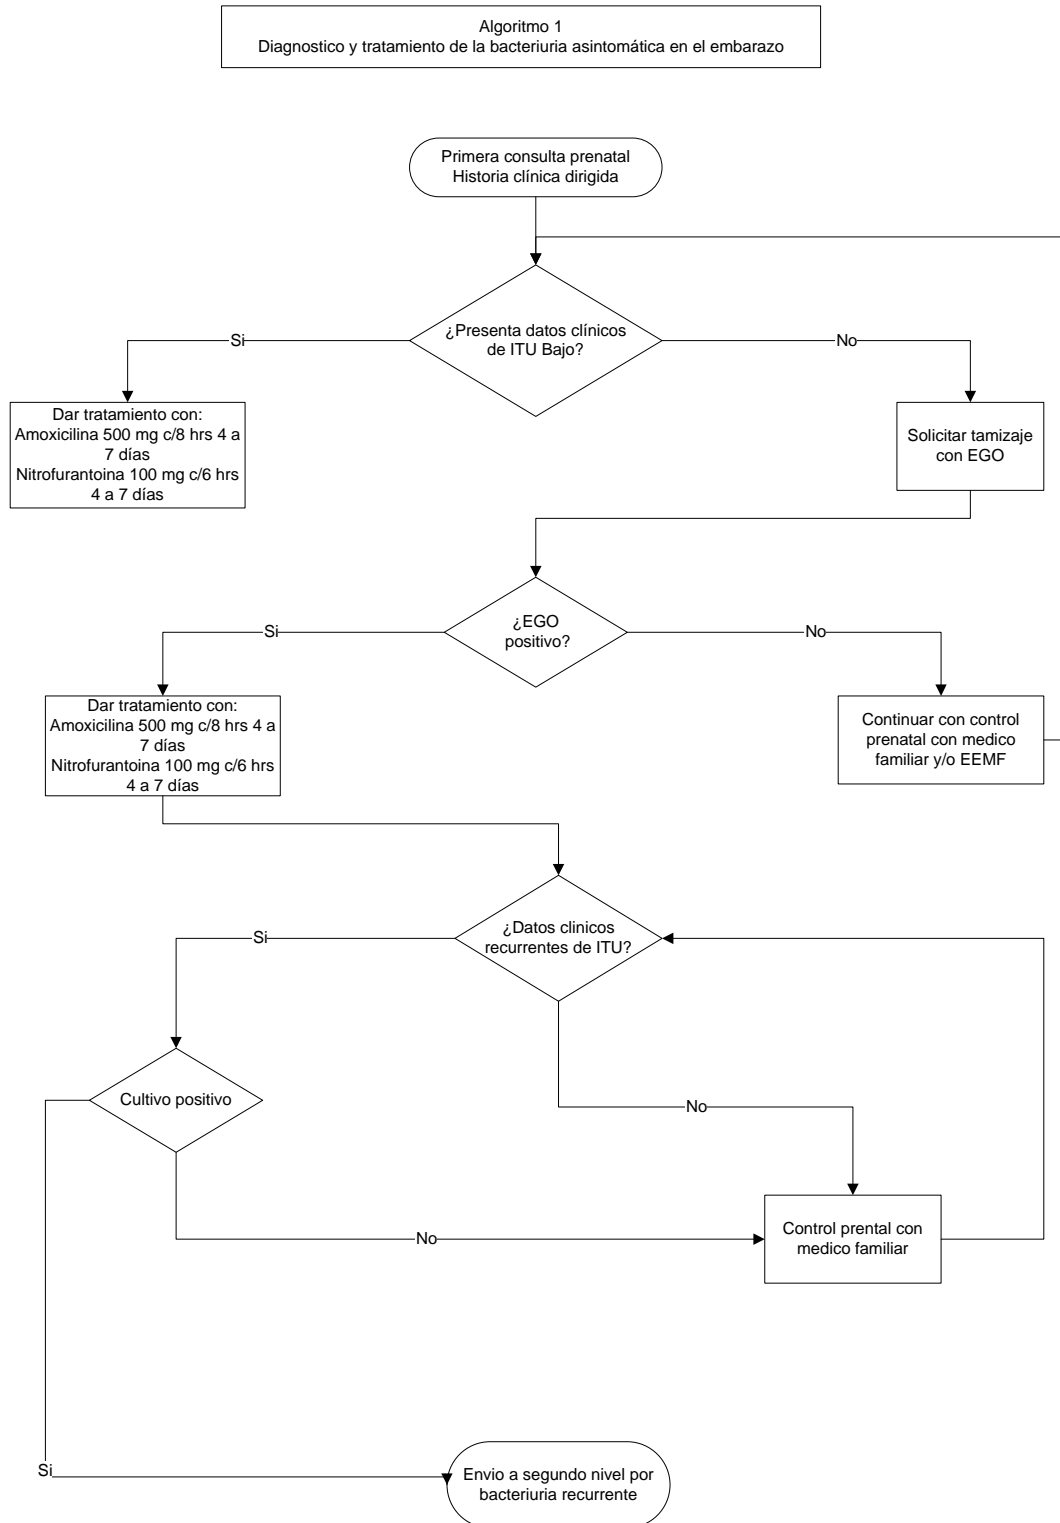 Algoritmo 1
Diagnostico y tratamiento de la bacteriuria asintomática en el embarazo
Primera consulta prenatal
Historia clínica dirigida
¿Presenta datos clínicos
de ITU Bajo?
Si
No
Dar tratamiento con:
Amoxicilina 500 mg c/8 hrs 4 a
7 días
Nitrofurantoina 100 mg c/6 hrs
4 a 7 días
Solicitar tamizaje
con EGO
¿EGO
positivo?
Si
No
Dar tratamiento con:
Amoxicilina 500 mg c/8 hrs 4 a
7 días
Nitrofurantoina 100 mg c/6 hrs
4 a 7 días
Continuar con control
prenatal con medico
familiar y/o EEMF
¿Datos clinicos
recurrentes de ITU?
Si
Cultivo positivo
No
Control prental con
medico familiar
No
Si
Envio a segundo nivel por
bacteriuria recurrente